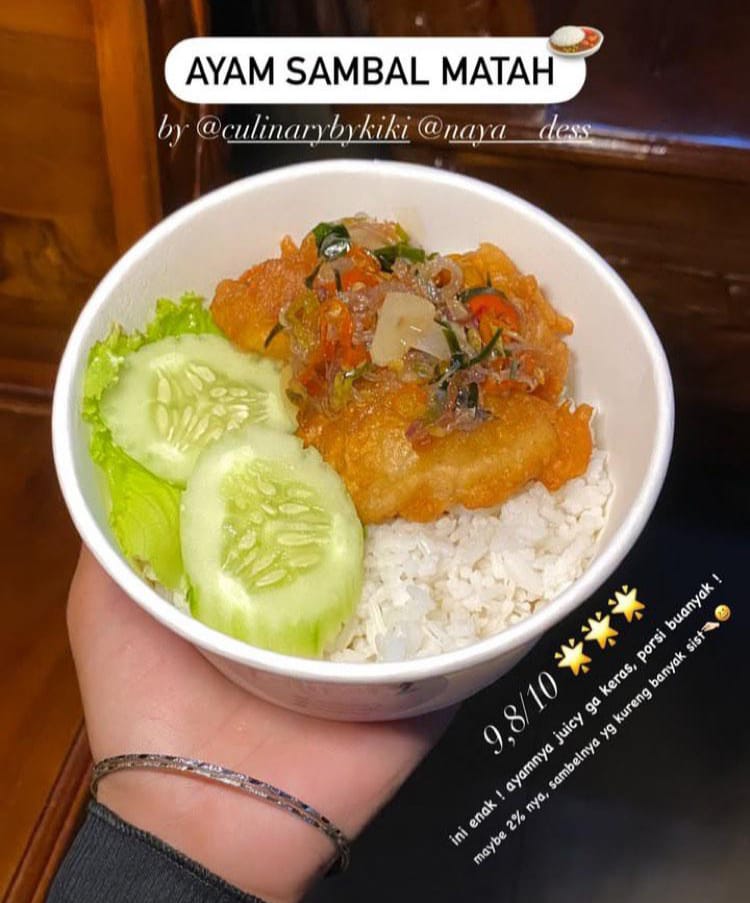 AYAM SAMBAL MATAH
by @culinarybykiki @naya__dess
9,8/10
ini enak ! ayamnya juicy ga keras, porsi buanyak !
maybe 2% nya, sambelnya yg kureng banyak sist